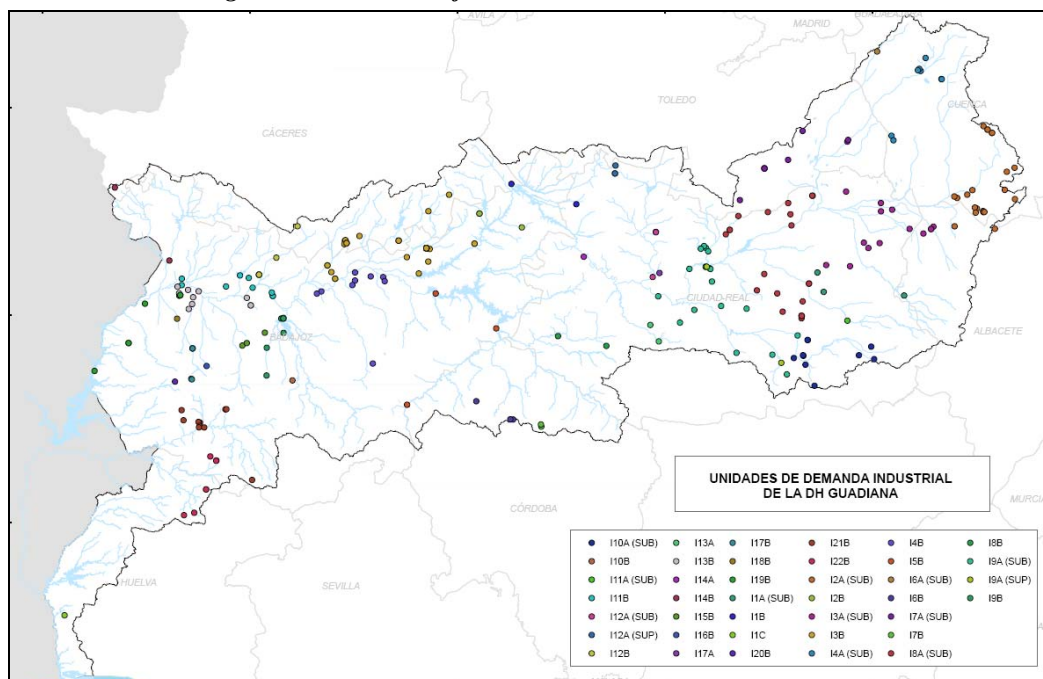 ÁVILA
MADRID
GUADALAJARA
TOLEDO
CUENCA
CÁCERES
CIUDAD-REAL
BADAJOZ
ALBACETE
CÓRDOBA
HUELVA
SEVILLA
MURCIA
UNIDADES DE DEMANDA INDUSTRIAL
DE LA DH GUADIANA
I10A (SUB)
I10B
I11A (SUB)
I11B
I12A (SUB)
I12A (SUP)
I12B
I13A
I13B
I14A
I14B
I15B
I16B
I17A
I17B
I18B
I19B
I1A (SUB)
I1B
I1C
I20B
I21B
I22B
I2A (SUB)
I2B
I3A (SUB)
I3B
I4A (SUB)
I4B
I5B
I6A (SUB)
I6B
I7A (SUB)
I7B
I8A (SUB)
I8B
I9A (SUB)
I9A (SUP)
I9B